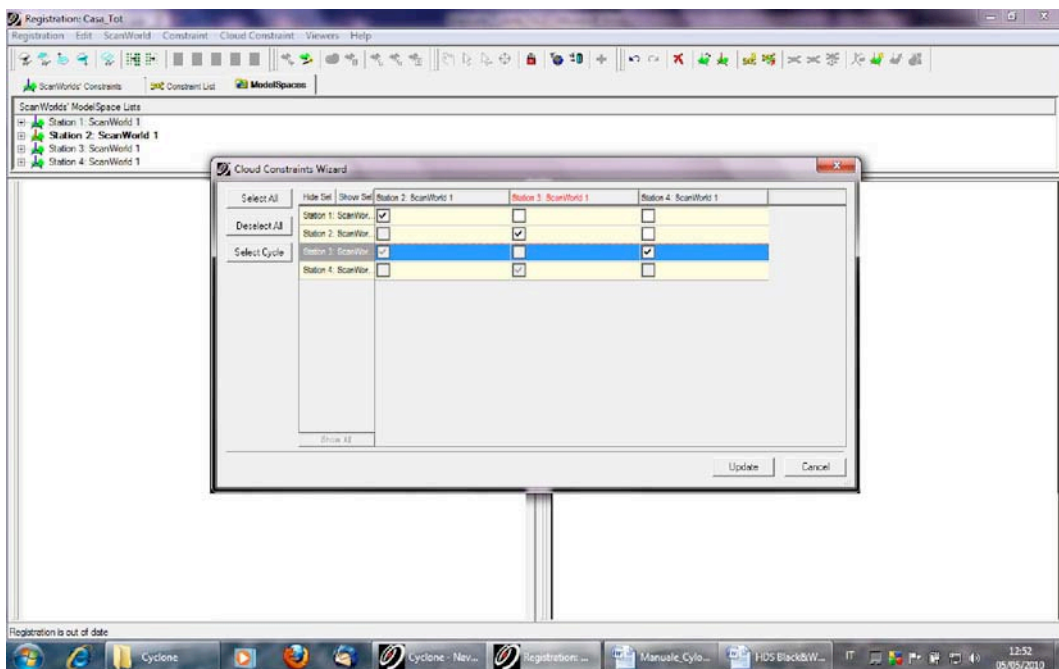 Registration: Casa_Tot
Registration Edit ScanWorld Constraint Cloud Constraint Viewers Help
ScanWorlds' Constraints Constraint List ModelSpaces
ScanWorlds' ModelSpace Lists
Station 1: ScanWorld 1
Station 2: ScanWorld 1
Station 3: ScanWorld 1
Station 4: ScanWorld 1
Cloud Constraints Wizard
Select All
Deselect All
Select Cycle
Hide Sel Show Sel Station 2: ScanWorld 1 Station 3: ScanWorld 1 Station 4: ScanWorld 1
Station 1: ScanWor...
Station 2: ScanWor...
Station 3: ScanWor...
Station 4: ScanWor...
Show All
Update Cancel
Registration is out of date
Cyclone Cyclone - Nav... Registration: ... Manuale_Cylo... HDS Black&W... IT 12:52
05/05/2010